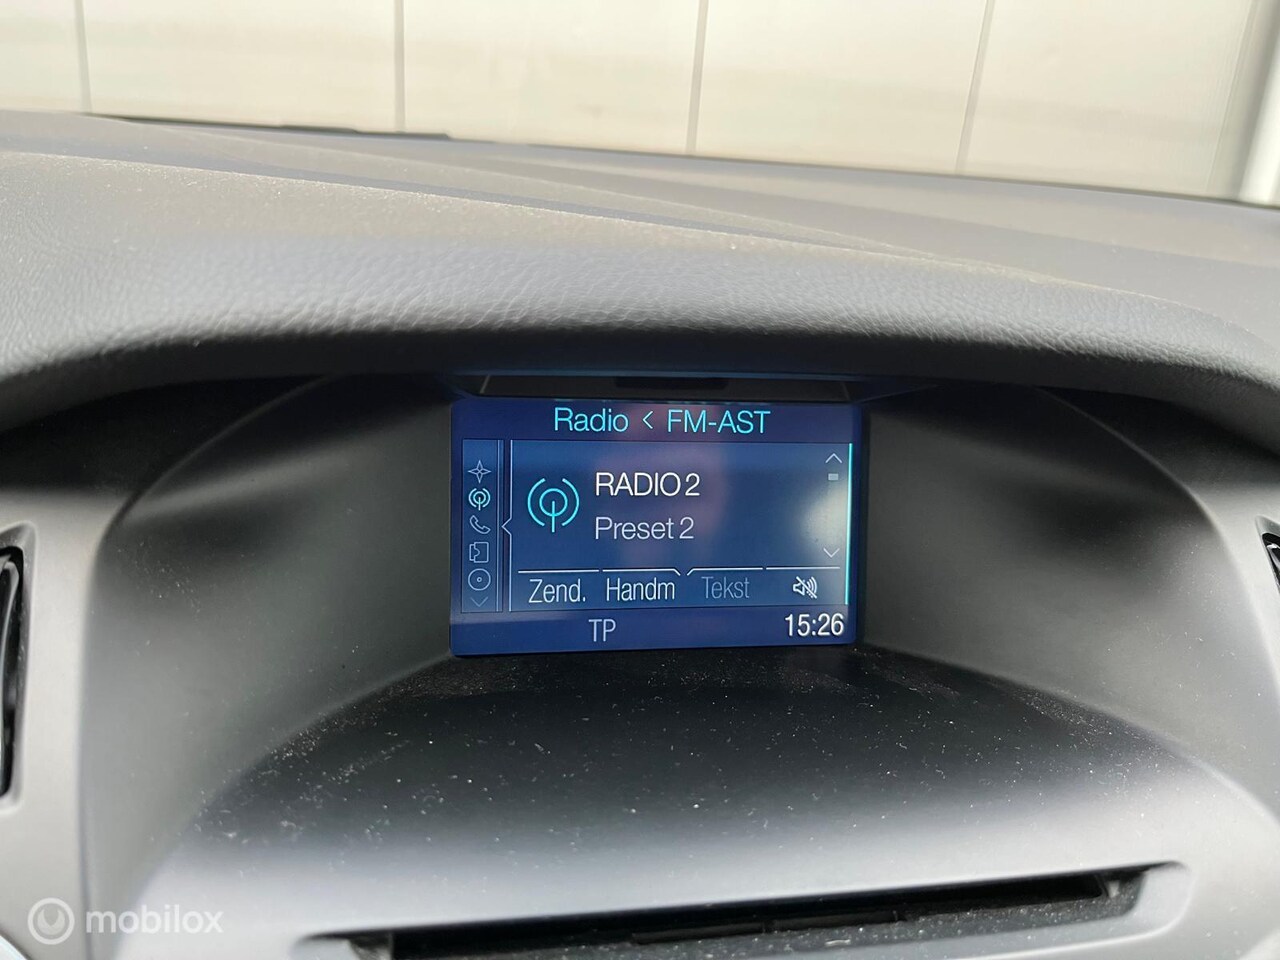 Radio < FM-AST
RADIO 2
Preset 2
Zend. Handm Tekst
TP 15:26
mobilox